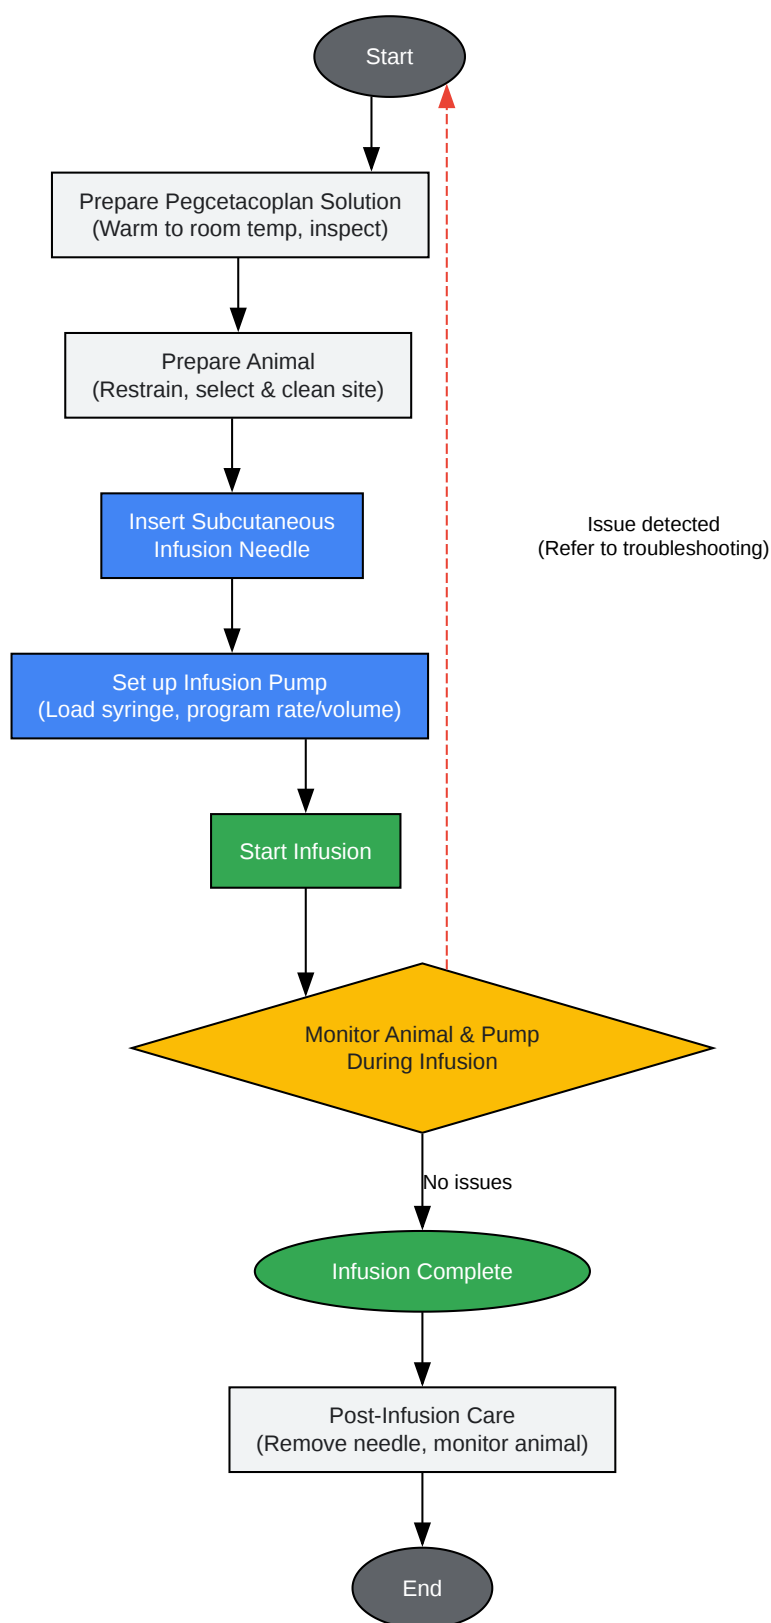 Start
Prepare Pegcetacoplan Solution
(Warm to room temp, inspect)
Prepare Animal
(Restrain, select & clean site)
Insert Subcutaneous
Infusion Needle
Issue detected
(Refer to troubleshooting)
Set up Infusion Pump
(Load syringe, program rate/volume)
Start Infusion
Monitor Animal & Pump
During Infusion
No issues
Infusion Complete
Post-Infusion Care
(Remove needle, monitor animal)
End